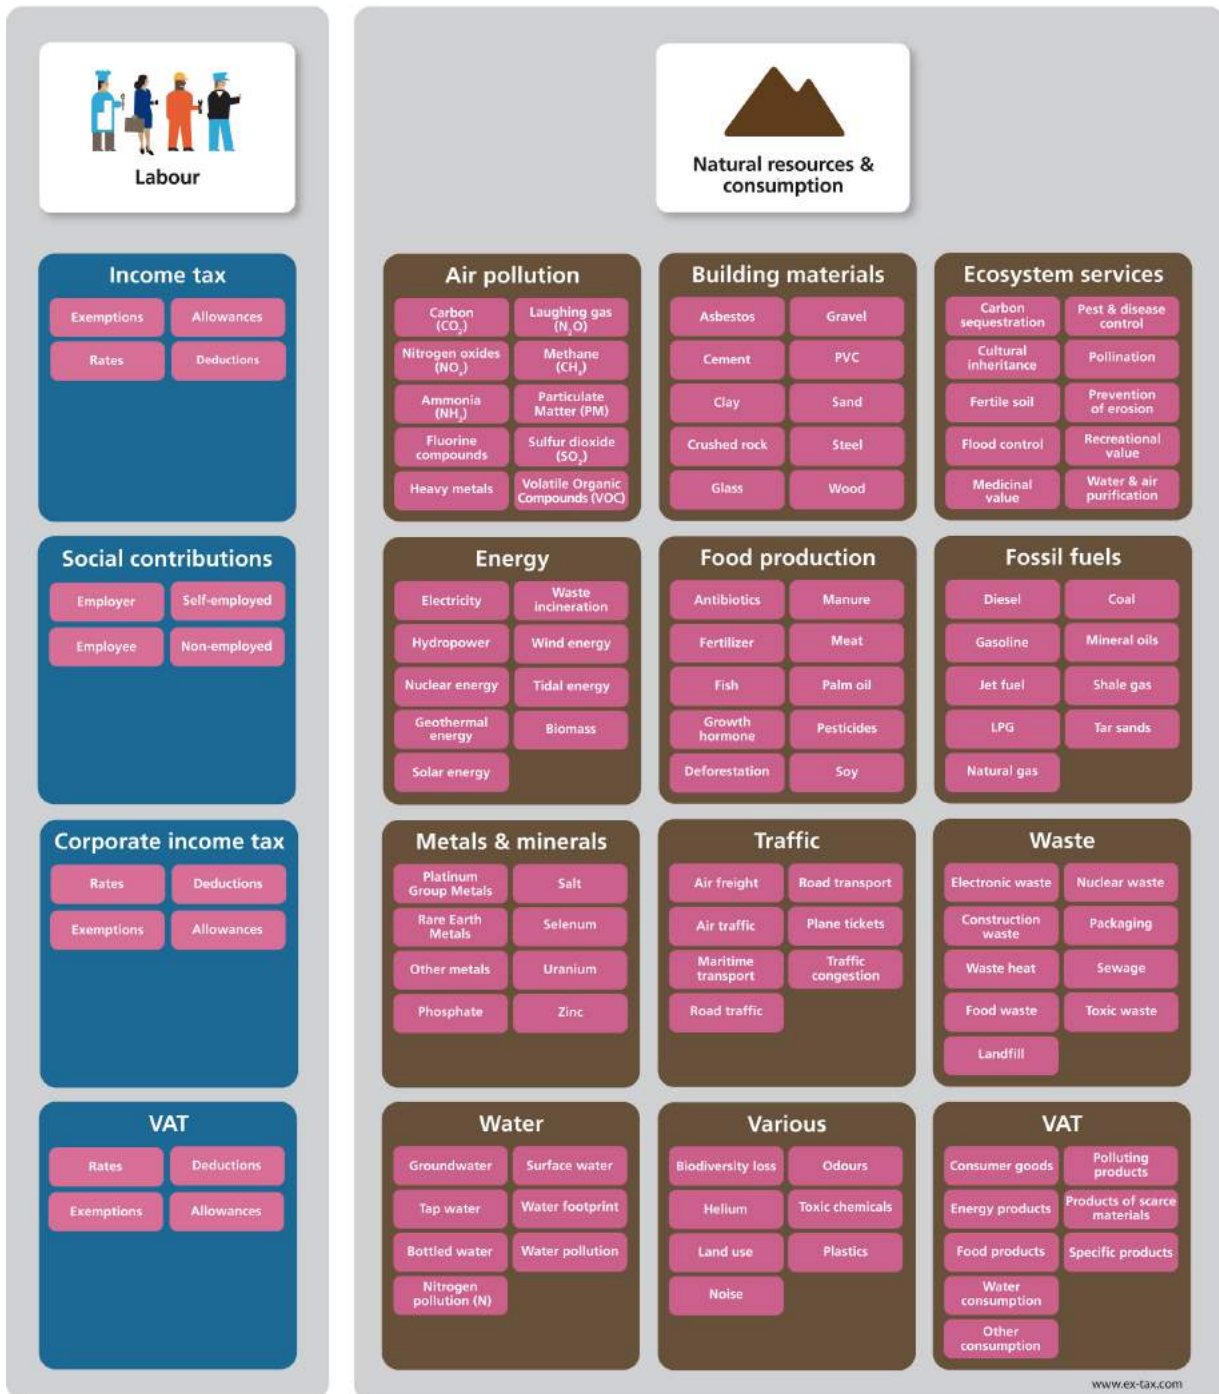 Labour
Natural resources &
consumption
Income tax
Exemptions
Allowances
Rates
Deductions
Social contributions
Employer
Self-employed
Employee
Non-employed
Corporate income tax
Rates
Deductions
Exemptions
Allowances
VAT
Rates
Deductions
Exemptions
Allowances
Air pollution
Carbon
(CO₂)
Laughing gas
(N₂O)
Nitrogen oxides
(NOₓ)
Methane
(CH₄)
Ammonia
(NH₃)
Particulate
Matter (PM)
Fluorine
compounds
Sulfur dioxide
(SO₂)
Heavy metals
Volatile Organic
Compounds (VOC)
Building materials
Asbestos
Gravel
Cement
PVC
Clay
Sand
Crushed rock
Steel
Glass
Wood
Ecosystem services
Carbon
sequestration
Pest & disease
control
Cultural
inheritance
Pollination
Fertile soil
Prevention
of erosion
Flood control
Recreational
value
Medicinal
value
Water & air
purification
Energy
Electricity
Waste
incineration
Hydropower
Wind energy
Nuclear energy
Tidal energy
Geothermal
energy
Biomass
Solar energy
Food production
Antibiotics
Manure
Fertilizer
Meat
Fish
Palm oil
Growth
hormone
Pesticides
Deforestation
Soy
Fossil fuels
Diesel
Coal
Gasoline
Mineral oils
Jet fuel
Shale gas
LPG
Tar sands
Natural gas
Metals & minerals
Platinum
Group Metals
Salt
Rare Earth
Metals
Selenum
Other metals
Uranium
Phosphate
Zinc
Traffic
Air freight
Road transport
Air traffic
Plane tickets
Maritime
transport
Traffic
congestion
Road traffic
Waste
Electronic waste
Nuclear waste
Construction
waste
Packaging
Waste heat
Sewage
Food waste
Toxic waste
Landfill
Water
Groundwater
Surface water
Tap water
Water footprint
Bottled water
Water pollution
Nitrogen
pollution (N)
Various
Biodiversity loss
Odours
Helium
Toxic chemicals
Land use
Plastics
Noise
VAT
Consumer goods
Polluting
products
Energy products
Products of scarce
materials
Food products
Specific products
Water
consumption
Other
consumption
www.ex-tax.com